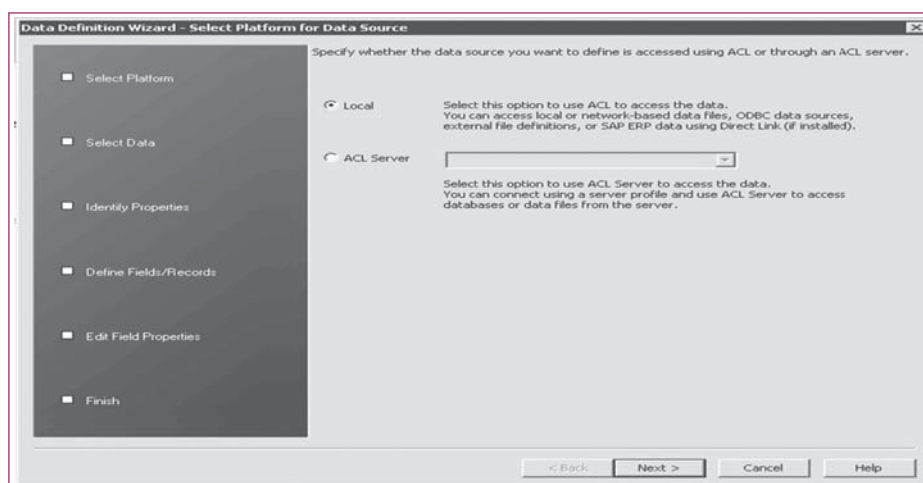 Data Definition Wizard - Select Platform for Data Source
Specify whether the data source you want to define is accessed using ACL or through an ACL server.
Select Platform
Select Data
Identify Properties
Define Fields/Records
Edit Field Properties
Finish
Local
Select this option to use ACL to access the data.
You can access local or network-based data files, ODBC data sources,
external file definitions, or SAP ERP data using Direct Link (if installed).
ACL Server
Select this option to use ACL Server to access the data.
You can connect using a server profile and use ACL Server to access
databases or data files from the server.
< Back
Next >
Cancel
Help